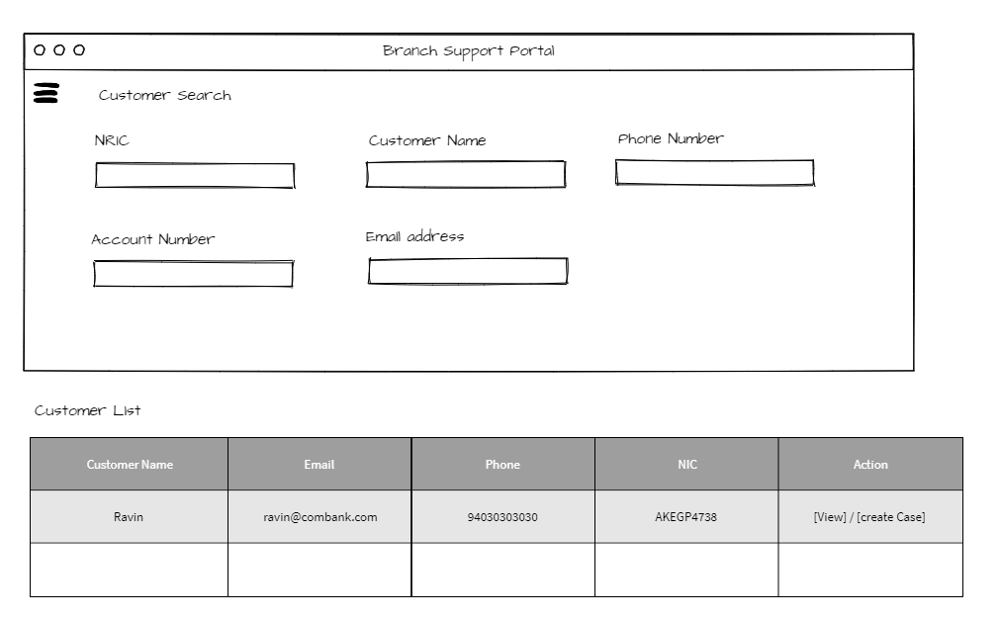 Branch Support Portal
Customer Search
NRIC Customer Name Phone Number
Account Number Email address
Customer List
Customer Name Email Phone NIC Action
Ravin ravin@combank.com 94030303030 AKEGP4738 [View] / [create Case]